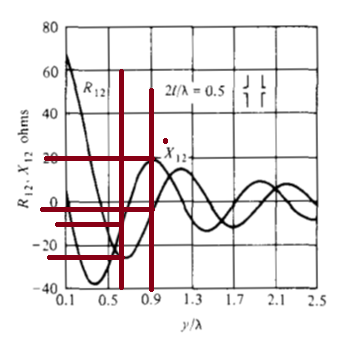 80
60
R₁₂
2l/λ = 0.5
40
R₁₂, X₁₂ ohms
20
X₁₂
0
−20
−40
0.1 0.5 0.9 1.3 1.7 2.1 2.5
y/λ